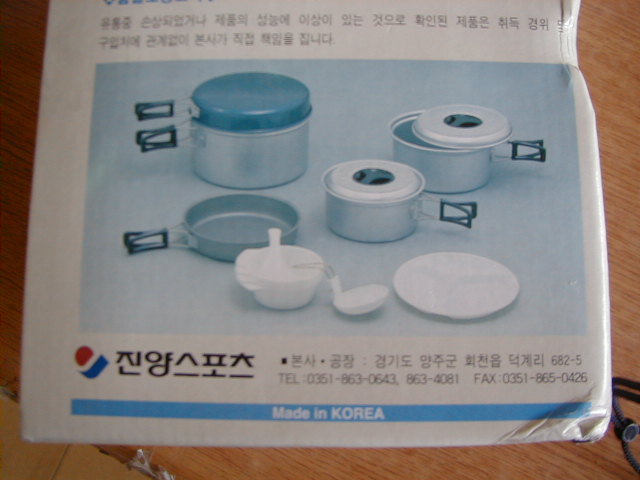 유통중 손상되었거나 제품의 성능에 이상이 있는 것으로 확인된 제품은 취득 경위 및
구입처에 관계없이 본사가 직접 책임을 집니다.
진양스포츠
■본사·공장 : 경기도 양주군 회천읍 덕계리 682-5
TEL:0351-863-0643, 863-4081 FAX:0351-865-0426
Made in KOREA